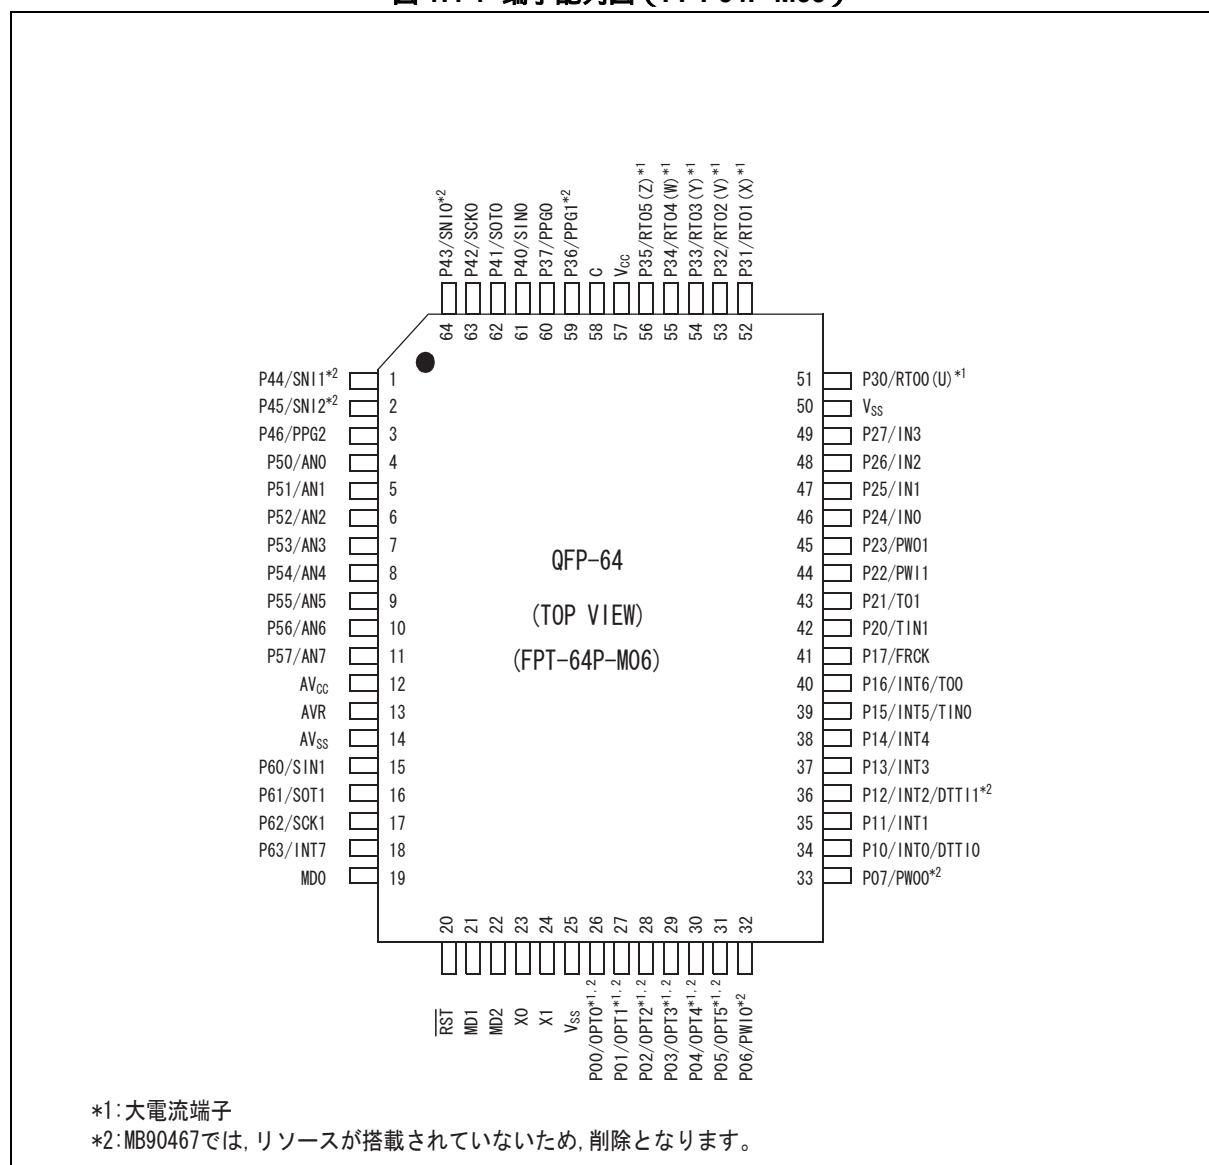 P43/SNI0*2
P42/SCK0
P41/SOT0
P40/SIN0
P37/PPG0
P36/PPG1*2
C
VCC
P35/RTO5(Z)*1
P34/RTO4(W)*1
P33/RTO3(Y)*1
P32/RTO2(V)*1
P31/RTO1(X)*1
64
63
62
61
60
59
58
57
56
55
54
53
52
P44/SNI1*2 1
P45/SNI2*2 2
P46/PPG2 3
P50/AN0 4
P51/AN1 5
P52/AN2 6
P53/AN3 7
P54/AN4 8
P55/AN5 9
P56/AN6 10
P57/AN7 11
AVCC 12
AVR 13
AVSS 14
P60/SIN1 15
P61/SOT1 16
P62/SCK1 17
P63/INT7 18
MD0 19
QFP-64
(TOP VIEW)
(FPT-64P-M06)
51 P30/RTO0(U)*1
50 VSS
49 P27/IN3
48 P26/IN2
47 P25/IN1
46 P24/IN0
45 P23/PWO1
44 P22/PWI1
43 P21/TO1
42 P20/TIN1
41 P17/FRCK
40 P16/INT6/TO0
39 P15/INT5/TIN0
38 P14/INT4
37 P13/INT3
36 P12/INT2/DTTI1*2
35 P11/INT1
34 P10/INT0/DTTI0
33 P07/PWO0*2
20
21
22
23
24
25
26
27
28
29
30
31
32
RST
MD1
MD2
X0
X1
VSS
P00/OPT0*1,2
P01/OPT1*1,2
P02/OPT2*1,2
P03/OPT3*1,2
P04/OPT4*1,2
P05/OPT5*1,2
P06/PWI0*2
*1:大電流端子
*2:MB90467では,リソースが搭載されていないため,削除となります。